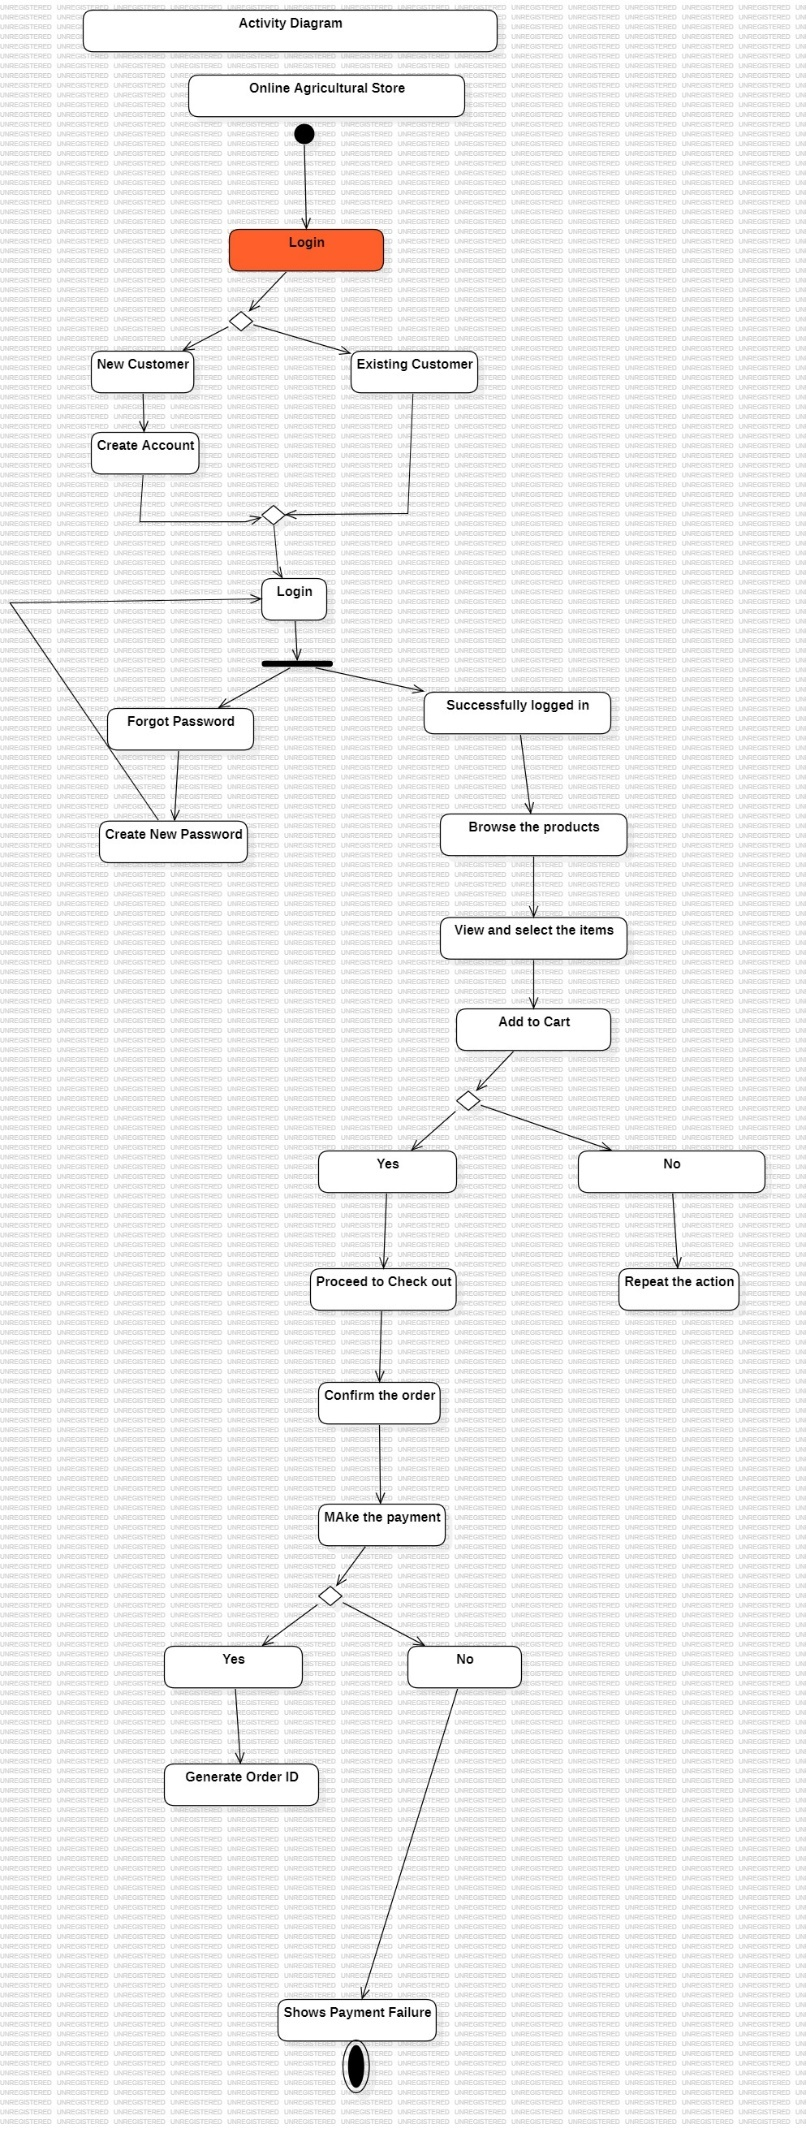 Activity Diagram
Online Agricultural Store
Login
New Customer
Existing Customer
Create Account
Login
Forgot Password
Successfully logged in
Create New Password
Browse the products
View and select the items
Add to Cart
Yes
No
Proceed to Check out
Repeat the action
Confirm the order
MAke the payment
Yes
No
Generate Order ID
Shows Payment Failure
UNREGISTERED